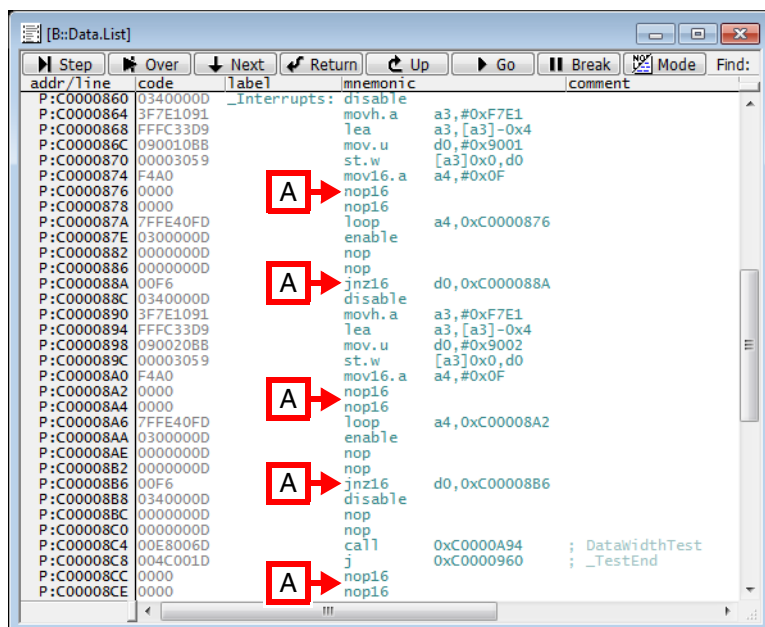 [B::Data.List]
Step Over Next Return Up Go Break Mode Find:
addr/line code label mnemonic comment
P:C0000860 0340000D _Interrupts: disable
P:C0000864 3F7E1091 movh.a a3,#0xF7E1
P:C0000868 FFFC33D9 lea a3,[a3]-0x4
P:C000086C 090010BB mov.u d0,#0x9001
P:C0000870 00003059 st.w [a3]0x0,d0
P:C0000874 F4A0 mov16.a a4,#0x0F
P:C0000876 0000 A nop16
P:C0000878 0000 nop16
P:C000087A 7FFE40FD loop a4,0xC0000876
P:C000087E 0300000D enable
P:C0000882 0000000D nop
P:C0000886 0000000D nop
P:C000088A 00F6 A jnz16 d0,0xC000088A
P:C000088C 0340000D disable
P:C0000890 3F7E1091 movh.a a3,#0xF7E1
P:C0000894 FFFC33D9 lea a3,[a3]-0x4
P:C0000898 090020BB mov.u d0,#0x9002
P:C000089C 00003059 st.w [a3]0x0,d0
P:C00008A0 F4A0 mov16.a a4,#0x0F
P:C00008A2 0000 A nop16
P:C00008A4 0000 nop16
P:C00008A6 7FFE40FD loop a4,0xC00008A2
P:C00008AA 0300000D enable
P:C00008AE 0000000D nop
P:C00008B2 0000000D nop
P:C00008B6 00F6 A jnz16 d0,0xC00008B6
P:C00008B8 0340000D disable
P:C00008BC 0000000D nop
P:C00008C0 0000000D nop
P:C00008C4 00E8006D call 0xC0000A94 ; DataWidthTest
P:C00008C8 004C001D j 0xC0000960 ; _TestEnd
P:C00008CC 0000 A nop16
P:C00008CE 0000 nop16